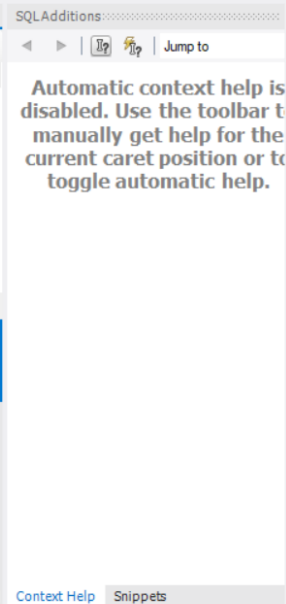 SQLAdditions
Jump to
Automatic context help is
disabled. Use the toolbar t
manually get help for the
current caret position or to
toggle automatic help.
Context Help Snippets